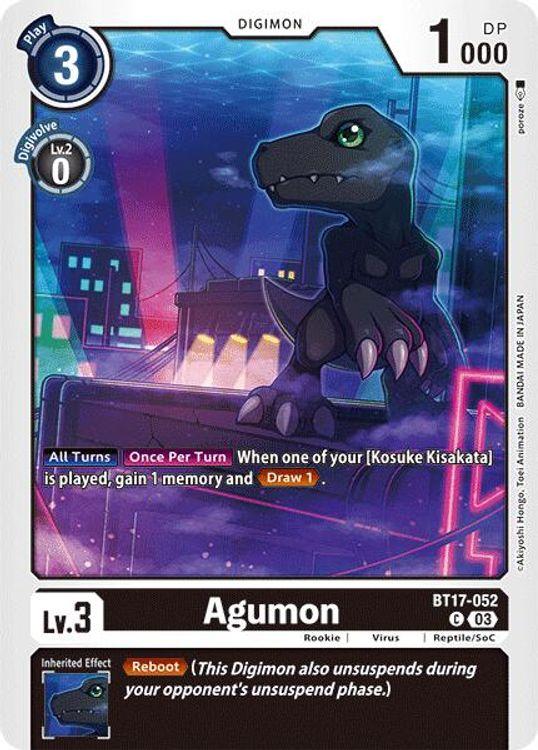 DIGIMON
Play
3
1000
DP
Digivolve
Lv.2
0
poroze
All Turns Once Per Turn When one of your [Kosuke Kisakata]
is played, gain 1 memory and Draw 1 .
©Akiyoshi Hongo, Toei Animation BANDAI MADE IN JAPAN
Lv.3
Agumon
BT17-052
C 03
Rookie | Virus | Reptile/SoC
Inherited Effect
Reboot (This Digimon also unsuspends during
your opponent's unsuspend phase.)